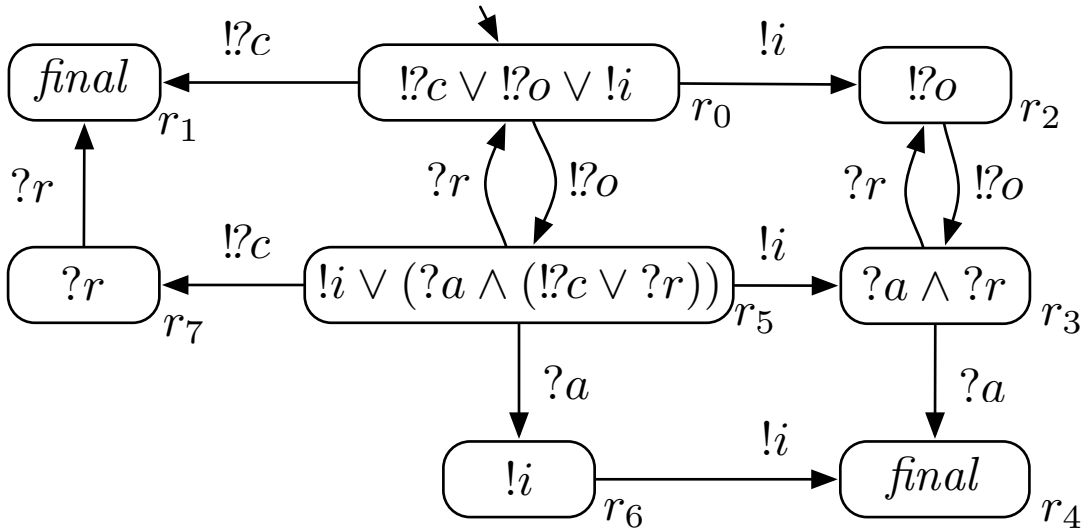 !?c
!i
final
!?c ∨ !?o ∨ !i
!?o
r₁
r₀
r₂
?r
?r
!?o
?r
!?o
!?c
!i
?r
!i ∨ (?a ∧ (!?c ∨ ?r))
?a ∧ ?r
r₇
r₅
r₃
?a
?a
!i
!i
final
r₆
r₄